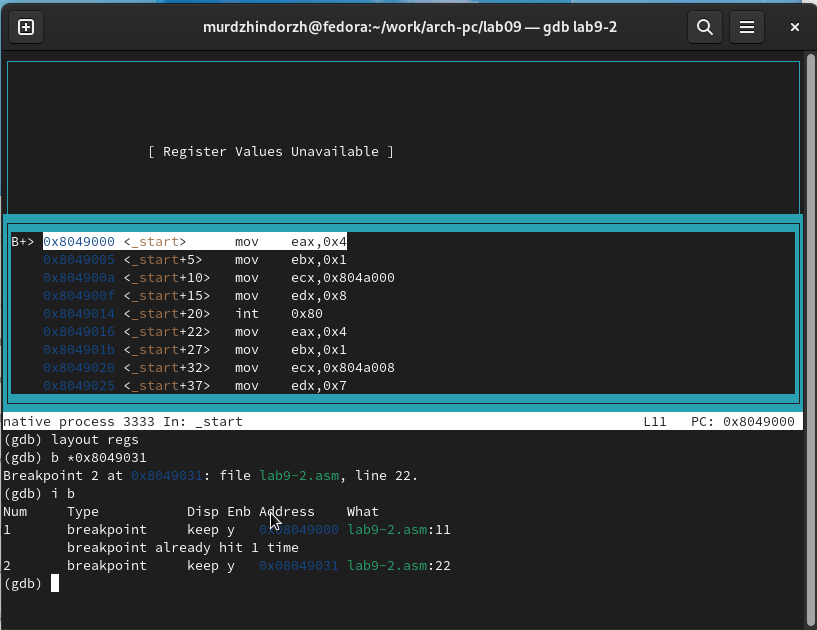 murdzhindorzh@fedora:~/work/arch-pc/lab09 — gdb lab9-2
[ Register Values Unavailable ]
B+> 0x8049000 <_start> mov eax,0x4
0x8049005 <_start+5> mov ebx,0x1
0x804900a <_start+10> mov ecx,0x804a000
0x804900f <_start+15> mov edx,0x8
0x8049014 <_start+20> int 0x80
0x8049016 <_start+22> mov eax,0x4
0x804901b <_start+27> mov ebx,0x1
0x8049020 <_start+32> mov ecx,0x804a008
0x8049025 <_start+37> mov edx,0x7
native process 3333 In: _start L11 PC: 0x8049000
(gdb) layout regs
(gdb) b *0x8049031
Breakpoint 2 at 0x8049031: file lab9-2.asm, line 22.
(gdb) i b
Num Type Disp Enb Address What
1 breakpoint keep y 0x08049000 lab9-2.asm:11
breakpoint already hit 1 time
2 breakpoint keep y 0x08049031 lab9-2.asm:22
(gdb)